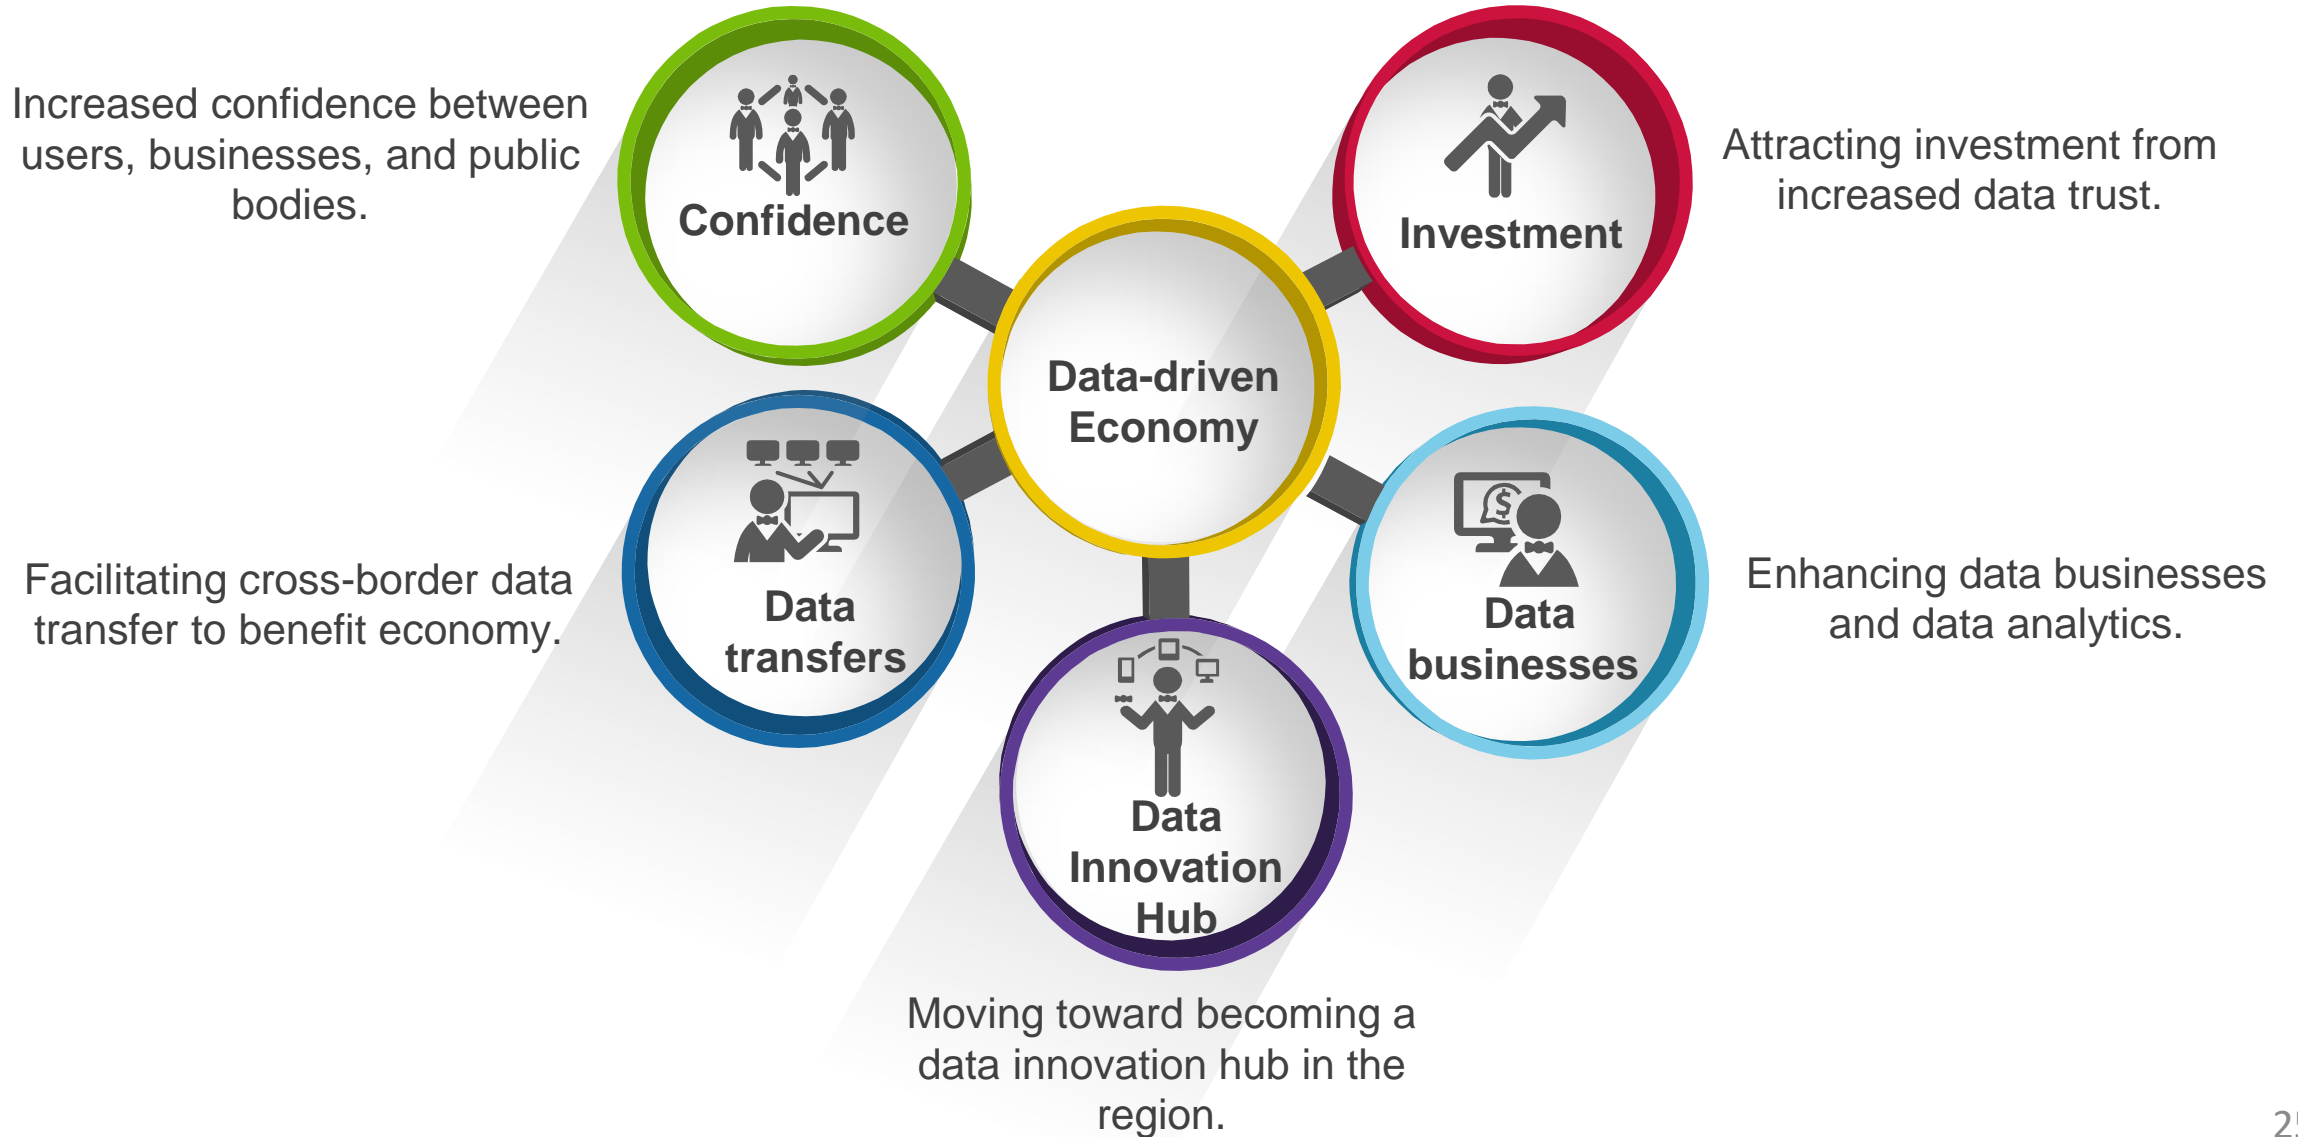 Increased confidence between
users, businesses, and public
bodies.
Confidence
Investment
Attracting investment from
increased data trust.
Data-driven
Economy
Facilitating cross-border data
transfer to benefit economy.
Data
transfers
$
Data
businesses
Enhancing data businesses
and data analytics.
Data
Innovation
Hub
Moving toward becoming a
data innovation hub in the
region.
25